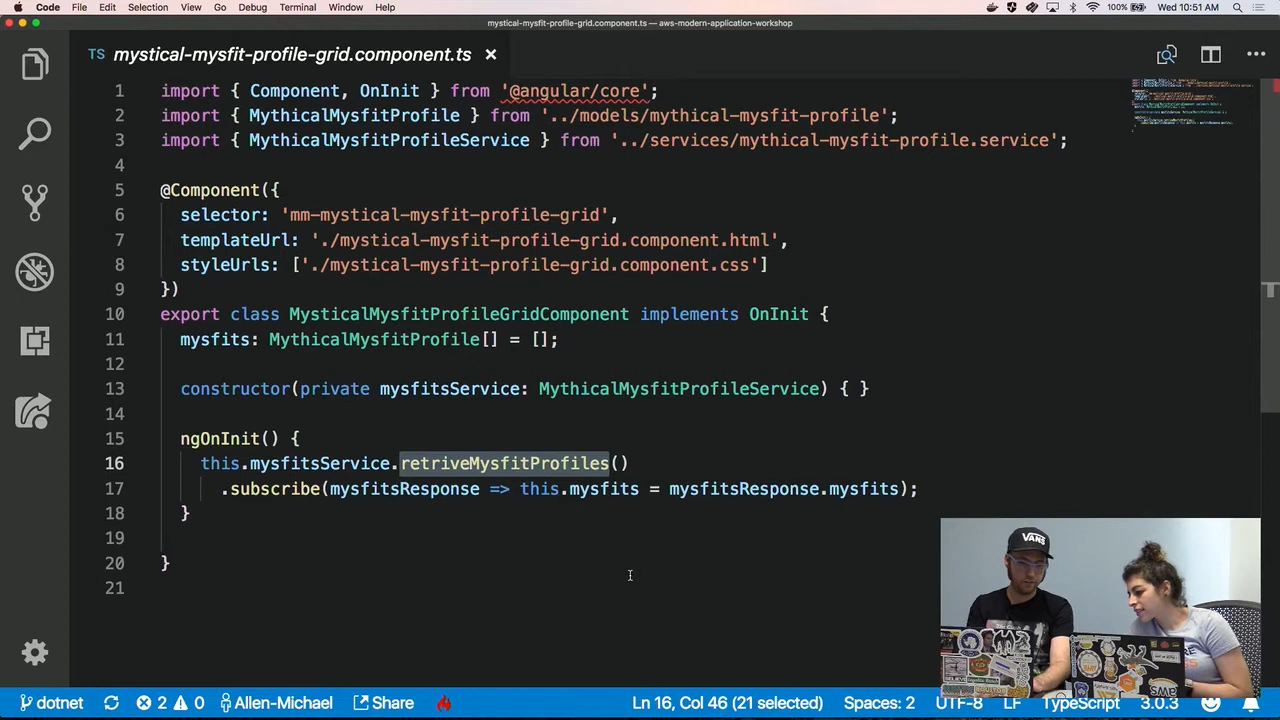 Code File Edit Selection View Go Debug Terminal Window Help 100% Wed 10:51 AM
mystical-mysfit-profile-grid.component.ts — aws-modern-application-workshop
TS mystical-mysfit-profile-grid.component.ts ×
1 import { Component, OnInit } from '@angular/core';
2 import { MythicalMysfitProfile } from '../models/mythical-mysfit-profile';
3 import { MythicalMysfitProfileService } from '../services/mythical-mysfit-profile.service';
4
5 @Component({
6 selector: 'mm-mystical-mysfit-profile-grid',
7 templateUrl: './mystical-mysfit-profile-grid.component.html',
8 styleUrls: ['./mystical-mysfit-profile-grid.component.css']
9 })
10 export class MysticalMysfitProfileGridComponent implements OnInit {
11 mysfits: MythicalMysfitProfile[] = [];
12
13 constructor(private mysfitsService: MythicalMysfitProfileService) { }
14
15 ngOnInit() {
16 this.mysfitsService.retriveMysfitProfiles()
17 .subscribe(mysfitsResponse => this.mysfits = mysfitsResponse.mysfits);
18 }
19
20 }
21
VANS
aws
dotnet 2 0 Allen-Michael Share Ln 16, Col 46 (21 selected) Spaces: 2 UTF-8 LF TypeScript 3.0.3